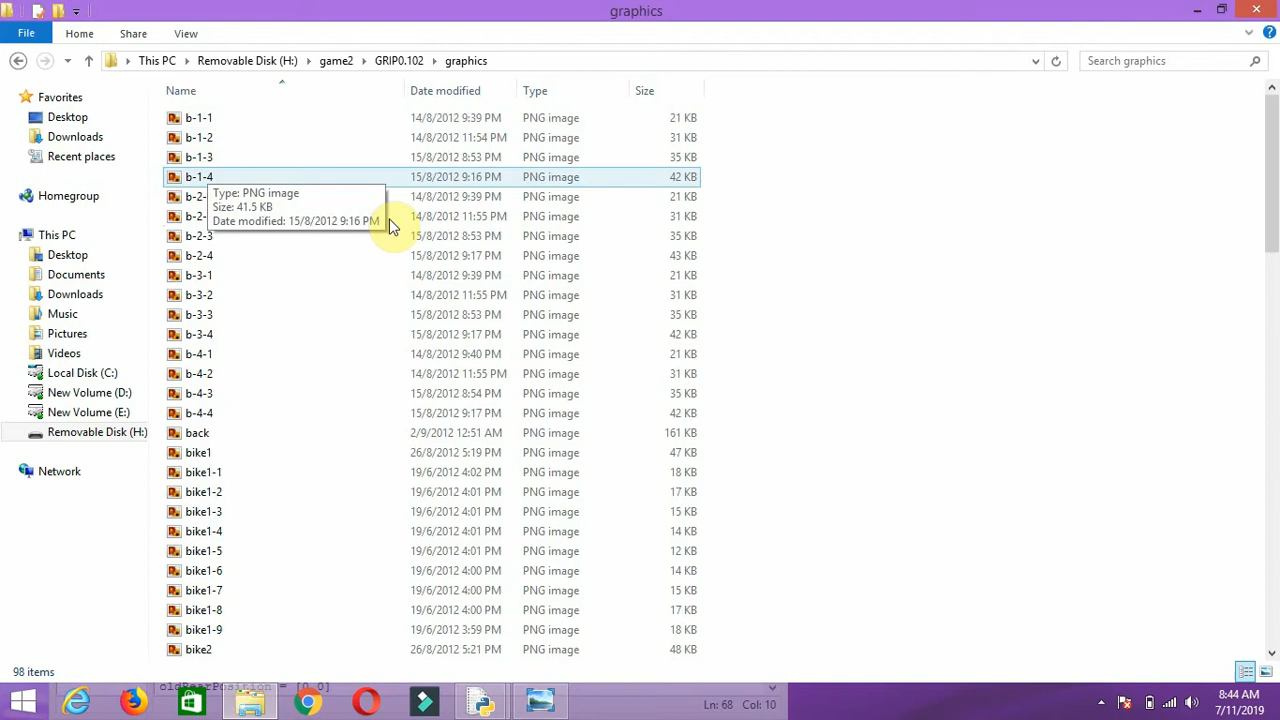 graphics
File Home Share View
This PC Removable Disk (H:) game2 GRIP0.102 graphics Search graphics
Name Date modified Type Size
Favorites
Desktop
Downloads
Recent places
Homegroup
This PC
Desktop
Documents
Downloads
Music
Pictures
Videos
Local Disk (C:)
New Volume (D:)
New Volume (E:)
Removable Disk (H:)
Network
b-1-1 14/8/2012 9:39 PM PNG image 21 KB
b-1-2 14/8/2012 11:54 PM PNG image 31 KB
b-1-3 15/8/2012 8:53 PM PNG image 35 KB
b-1-4 15/8/2012 9:16 PM PNG image 42 KB
Type: PNG image
Size: 41.5 KB
Date modified: 15/8/2012 9:16 PM
b-2- 14/8/2012 9:39 PM PNG image 21 KB
b-2- 14/8/2012 11:55 PM PNG image 31 KB
b-2-3 15/8/2012 8:53 PM PNG image 35 KB
b-2-4 15/8/2012 9:17 PM PNG image 43 KB
b-3-1 14/8/2012 9:39 PM PNG image 21 KB
b-3-2 14/8/2012 11:55 PM PNG image 31 KB
b-3-3 15/8/2012 8:53 PM PNG image 35 KB
b-3-4 15/8/2012 9:17 PM PNG image 42 KB
b-4-1 14/8/2012 9:40 PM PNG image 21 KB
b-4-2 14/8/2012 11:55 PM PNG image 31 KB
b-4-3 15/8/2012 8:54 PM PNG image 35 KB
b-4-4 15/8/2012 9:17 PM PNG image 42 KB
back 2/9/2012 12:51 AM PNG image 161 KB
bike1 26/8/2012 5:19 PM PNG image 47 KB
bike1-1 19/6/2012 4:02 PM PNG image 18 KB
bike1-2 19/6/2012 4:01 PM PNG image 17 KB
bike1-3 19/6/2012 4:01 PM PNG image 15 KB
bike1-4 19/6/2012 4:01 PM PNG image 14 KB
bike1-5 19/6/2012 4:01 PM PNG image 12 KB
bike1-6 19/6/2012 4:00 PM PNG image 14 KB
bike1-7 19/6/2012 4:00 PM PNG image 15 KB
bike1-8 19/6/2012 4:00 PM PNG image 17 KB
bike1-9 19/6/2012 3:59 PM PNG image 18 KB
bike2 26/8/2012 5:21 PM PNG image 48 KB
98 items
oldRearPosition = [0,0]
Ln: 68 Col: 10
8:44 AM
7/11/2019